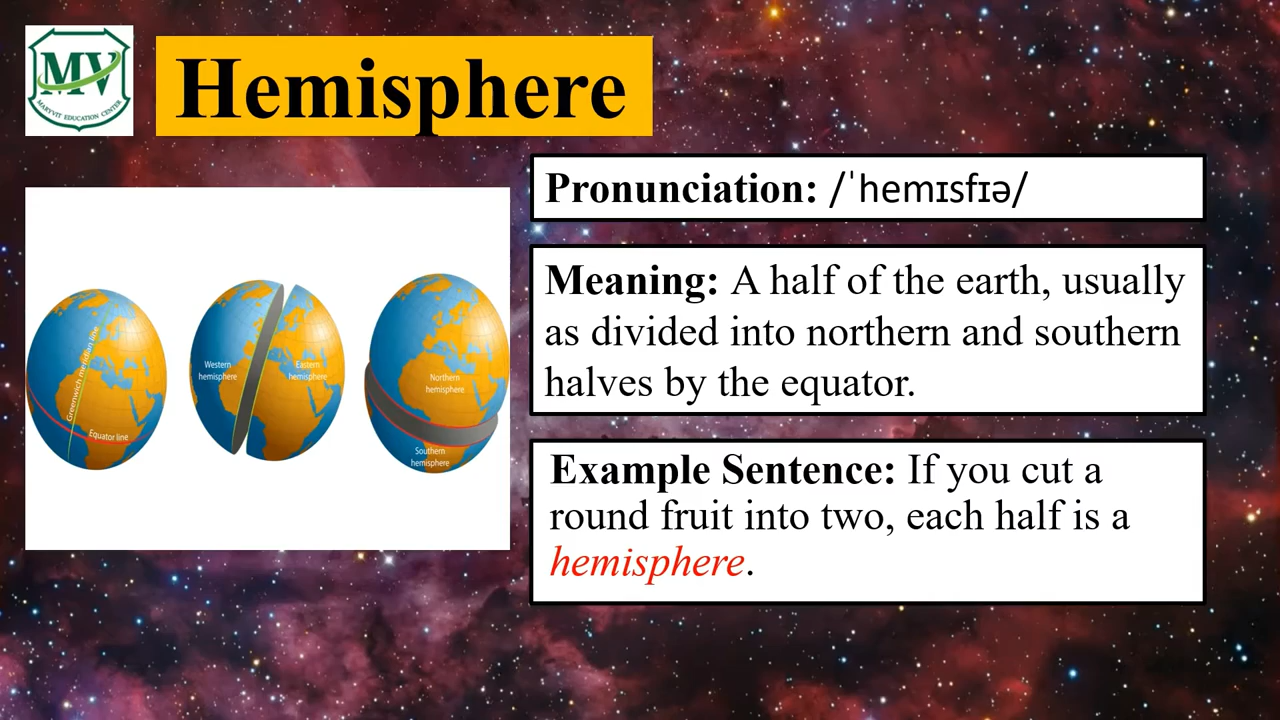 MV
MARYVIT EDUCATION CENTER
Hemisphere
Pronunciation: /ˈhemɪsfɪə/
Meaning: A half of the earth, usually
as divided into northern and southern
halves by the equator.
Example Sentence: If you cut a
round fruit into two, each half is a
hemisphere.
Greenwich meridian line
Equator line
Western
hemisphere
Eastern
hemisphere
Northern
hemisphere
Southern
hemisphere